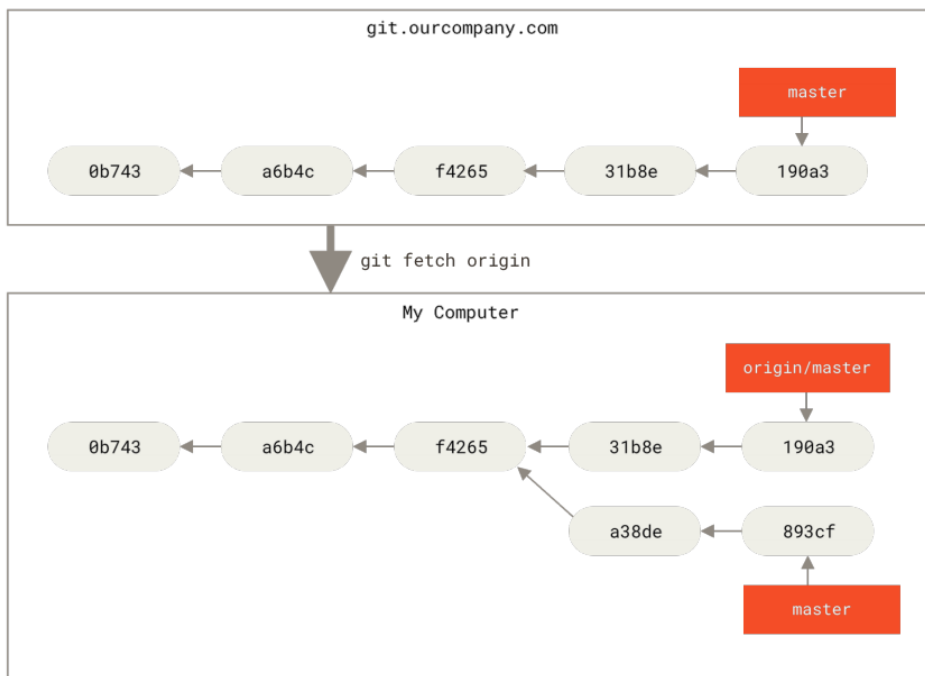 git.ourcompany.com
master
0b743
a6b4c
f4265
31b8e
190a3
git fetch origin
My Computer
origin/master
0b743
a6b4c
f4265
31b8e
190a3
a38de
893cf
master